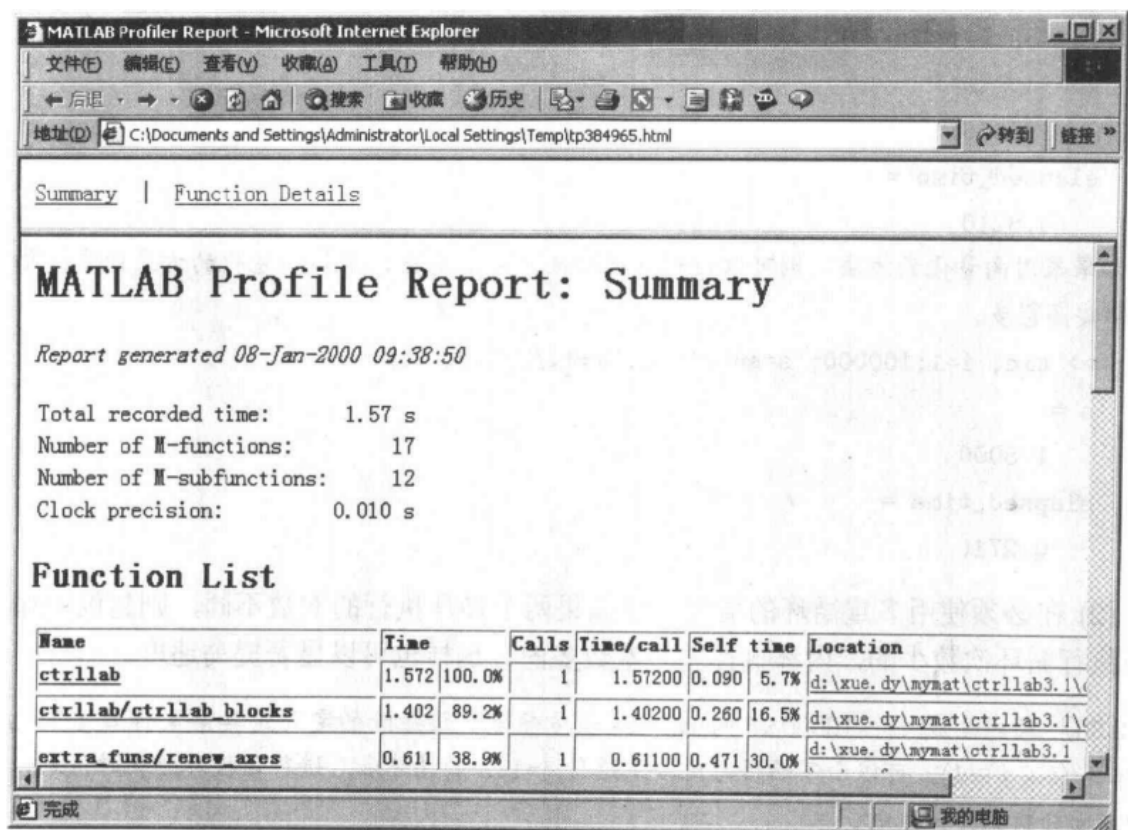 MATLAB Profiler Report - Microsoft Internet Explorer
文件(F) 编辑(E) 查看(V) 收藏(A) 工具(T) 帮助(H)
后退 搜索 收藏 历史
地址(D) C:\Documents and Settings\Administrator\Local Settings\Temp\tp384965.html 转到 链接 »
Summary | Function Details
MATLAB Profile Report: Summary
Report generated 08-Jan-2000 09:38:50
Total recorded time: 1.57 s
Number of M-functions: 17
Number of M-subfunctions: 12
Clock precision: 0.010 s
Function List
Name Time Calls Time/call Self time Location
ctrllab 1.572 100.0% 1 1.57200 0.090 5.7% d:\xue.dy\mymat\ctrllab3.1\
ctrllab/ctrllab_blocks 1.402 89.2% 1 1.40200 0.260 16.5% d:\xue.dy\mymat\ctrllab3.1\
extra_funs/renew_axes 0.611 38.9% 1 0.61100 0.471 30.0% d:\xue.dy\mymat\ctrllab3.1
完成 我的电脑